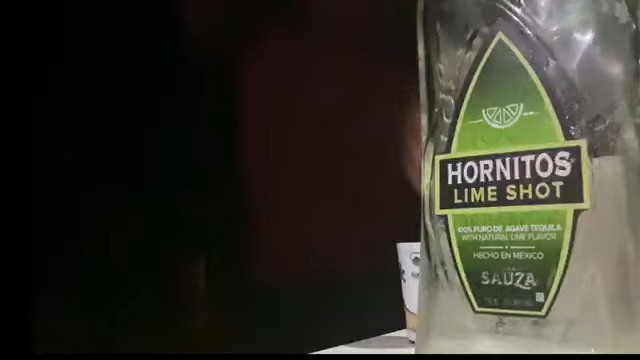 HORNITOS
LIME SHOT
100% PURO DE AGAVE TEQUILA
WITH NATURAL LIME FLAVOR
HECHO EN MEXICO
SAUZA